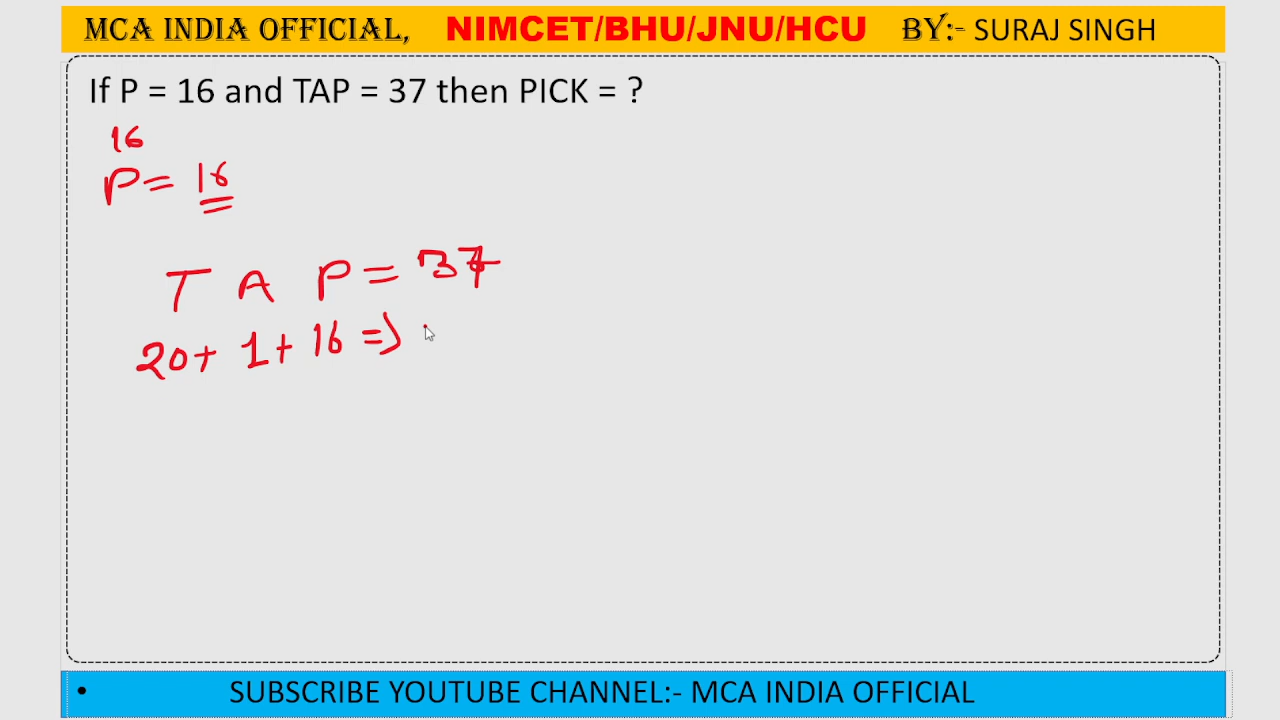 MCA INDIA OFFICIAL, NIMCET/BHU/JNU/HCU BY:- SURAJ SINGH
If P = 16 and TAP = 37 then PICK = ?
16
P = 16
T A P = 37
20 + 1 + 16 =>
• SUBSCRIBE YOUTUBE CHANNEL:- MCA INDIA OFFICIAL